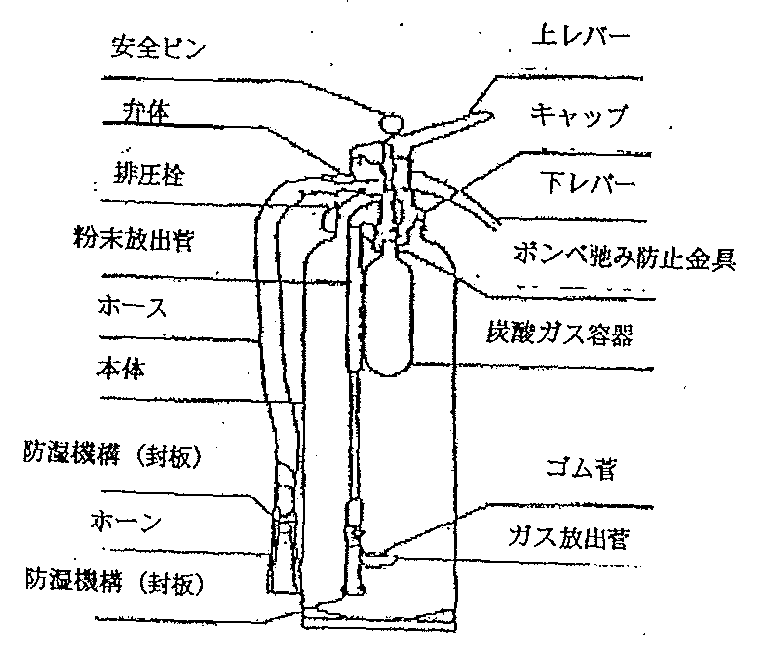 安全ピン
弁体
排圧栓
粉末放出菅
ホース
本体
防湿機構（封板）
ホーン
防湿機構（封板）
上レバー
キャップ
下レバー
ボンベ弛み防止金具
炭酸ガス容器
ゴム菅
ガス放出菅